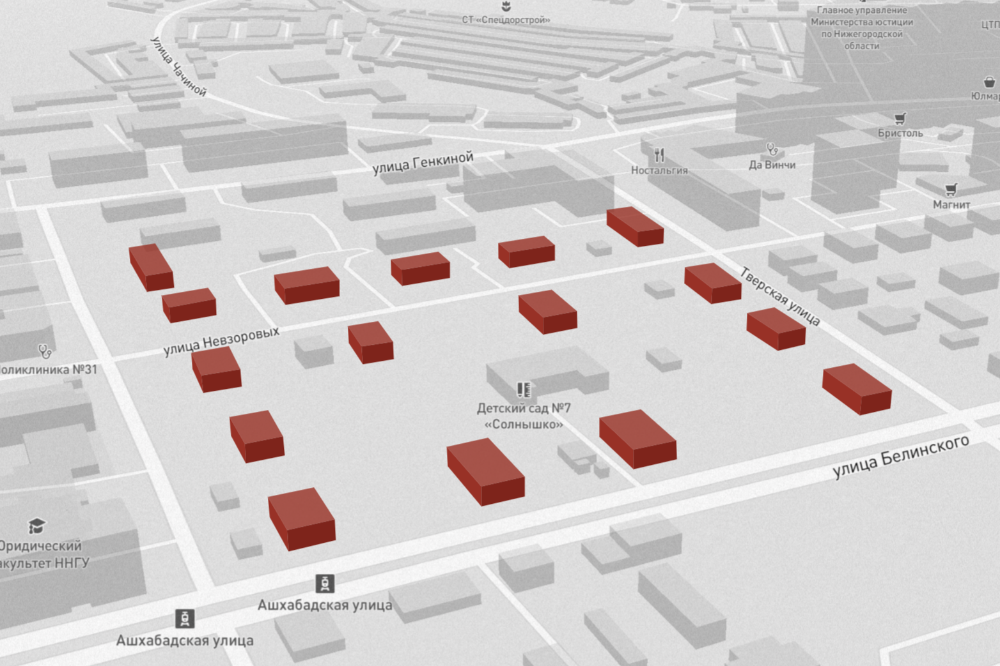 СТ «Спецдорстрой»
Главное управление
Министерства юстиции
по Нижегородской
области
ЦТП
улица Чачиной
Юлмар
Бристоль
улица Генкиной
Ностальгия
Да Винчи
Магнит
Тверская улица
улица Невзоровых
оликлиника №31
Детский сад №7
«Солнышко»
улица Белинского
Юридический
акультет ННГУ
Ашхабадская улица
Ашхабадская улица